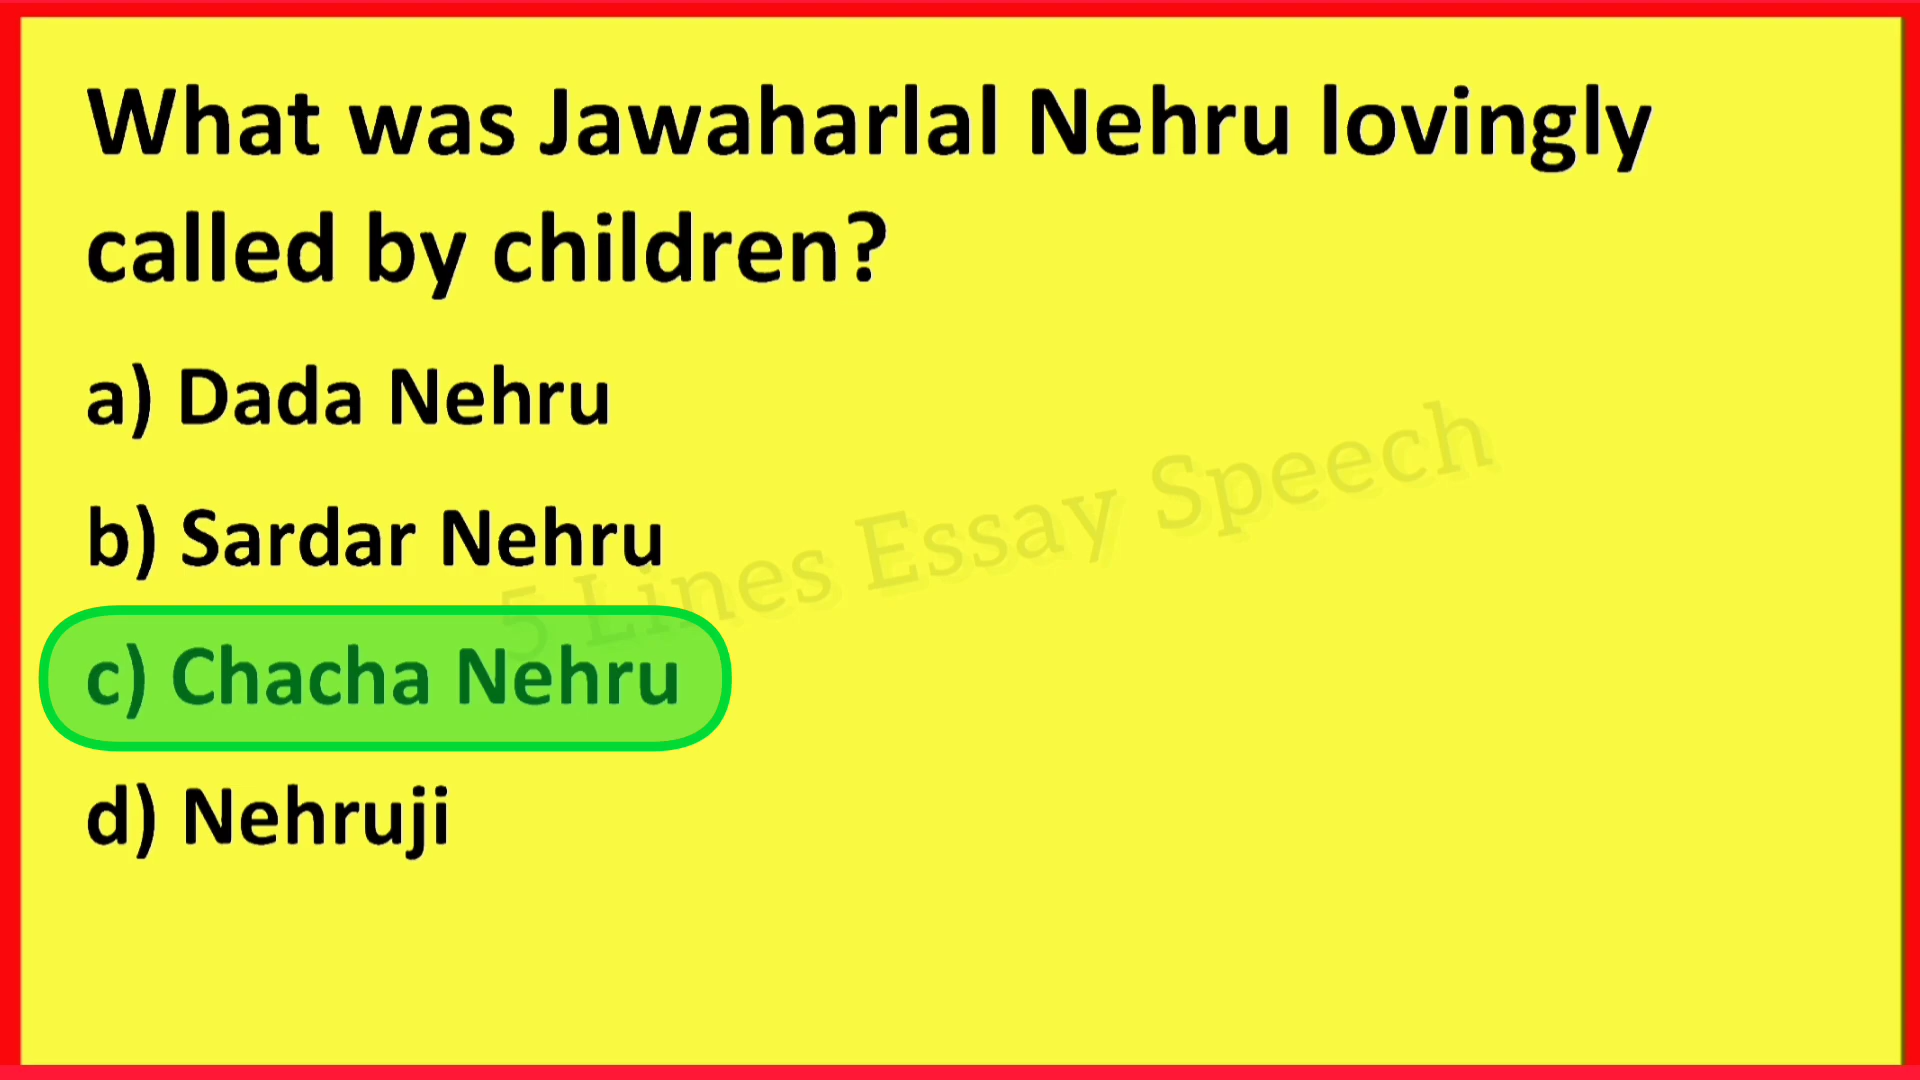 What was Jawaharlal Nehru lovingly
called by children?
a) Dada Nehru
b) Sardar Nehru
c) Chacha Nehru
d) Nehruji
5 Lines Essay Speech